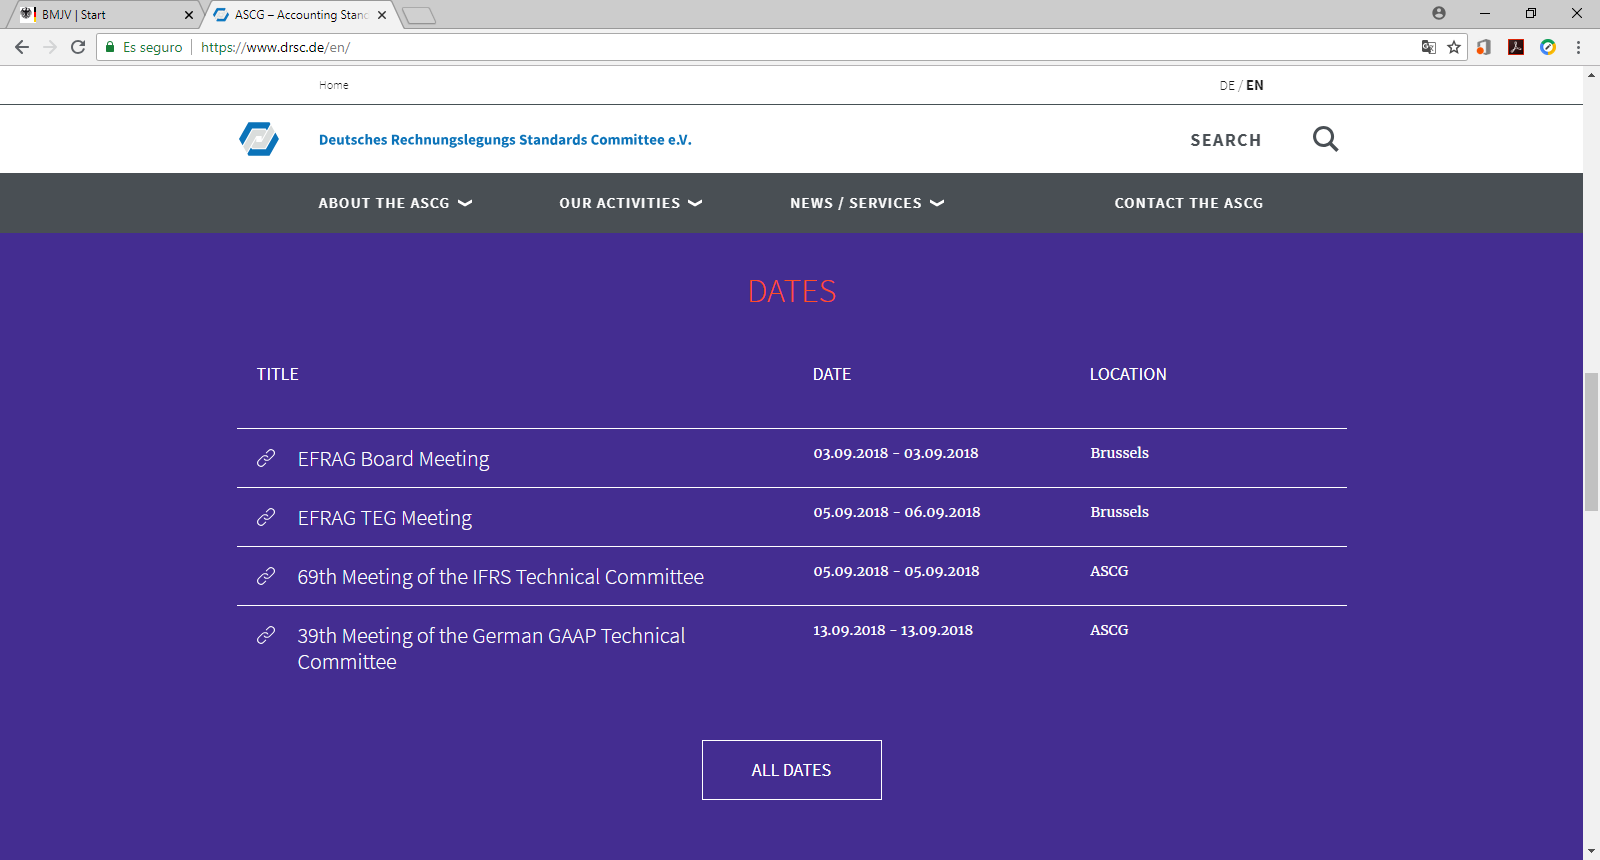 BMJV | Start
ASCG – Accounting Stand
Es seguro
https://www.drsc.de/en/
Home
DE / EN
Deutsches Rechnungslegungs Standards Committee e.V.
SEARCH
ABOUT THE ASCG
OUR ACTIVITIES
NEWS / SERVICES
CONTACT THE ASCG
DATES
TITLE DATE LOCATION
EFRAG Board Meeting 03.09.2018 - 03.09.2018 Brussels
EFRAG TEG Meeting 05.09.2018 - 06.09.2018 Brussels
69th Meeting of the IFRS Technical Committee 05.09.2018 - 05.09.2018 ASCG
39th Meeting of the German GAAP Technical 13.09.2018 - 13.09.2018 ASCG
Committee
ALL DATES